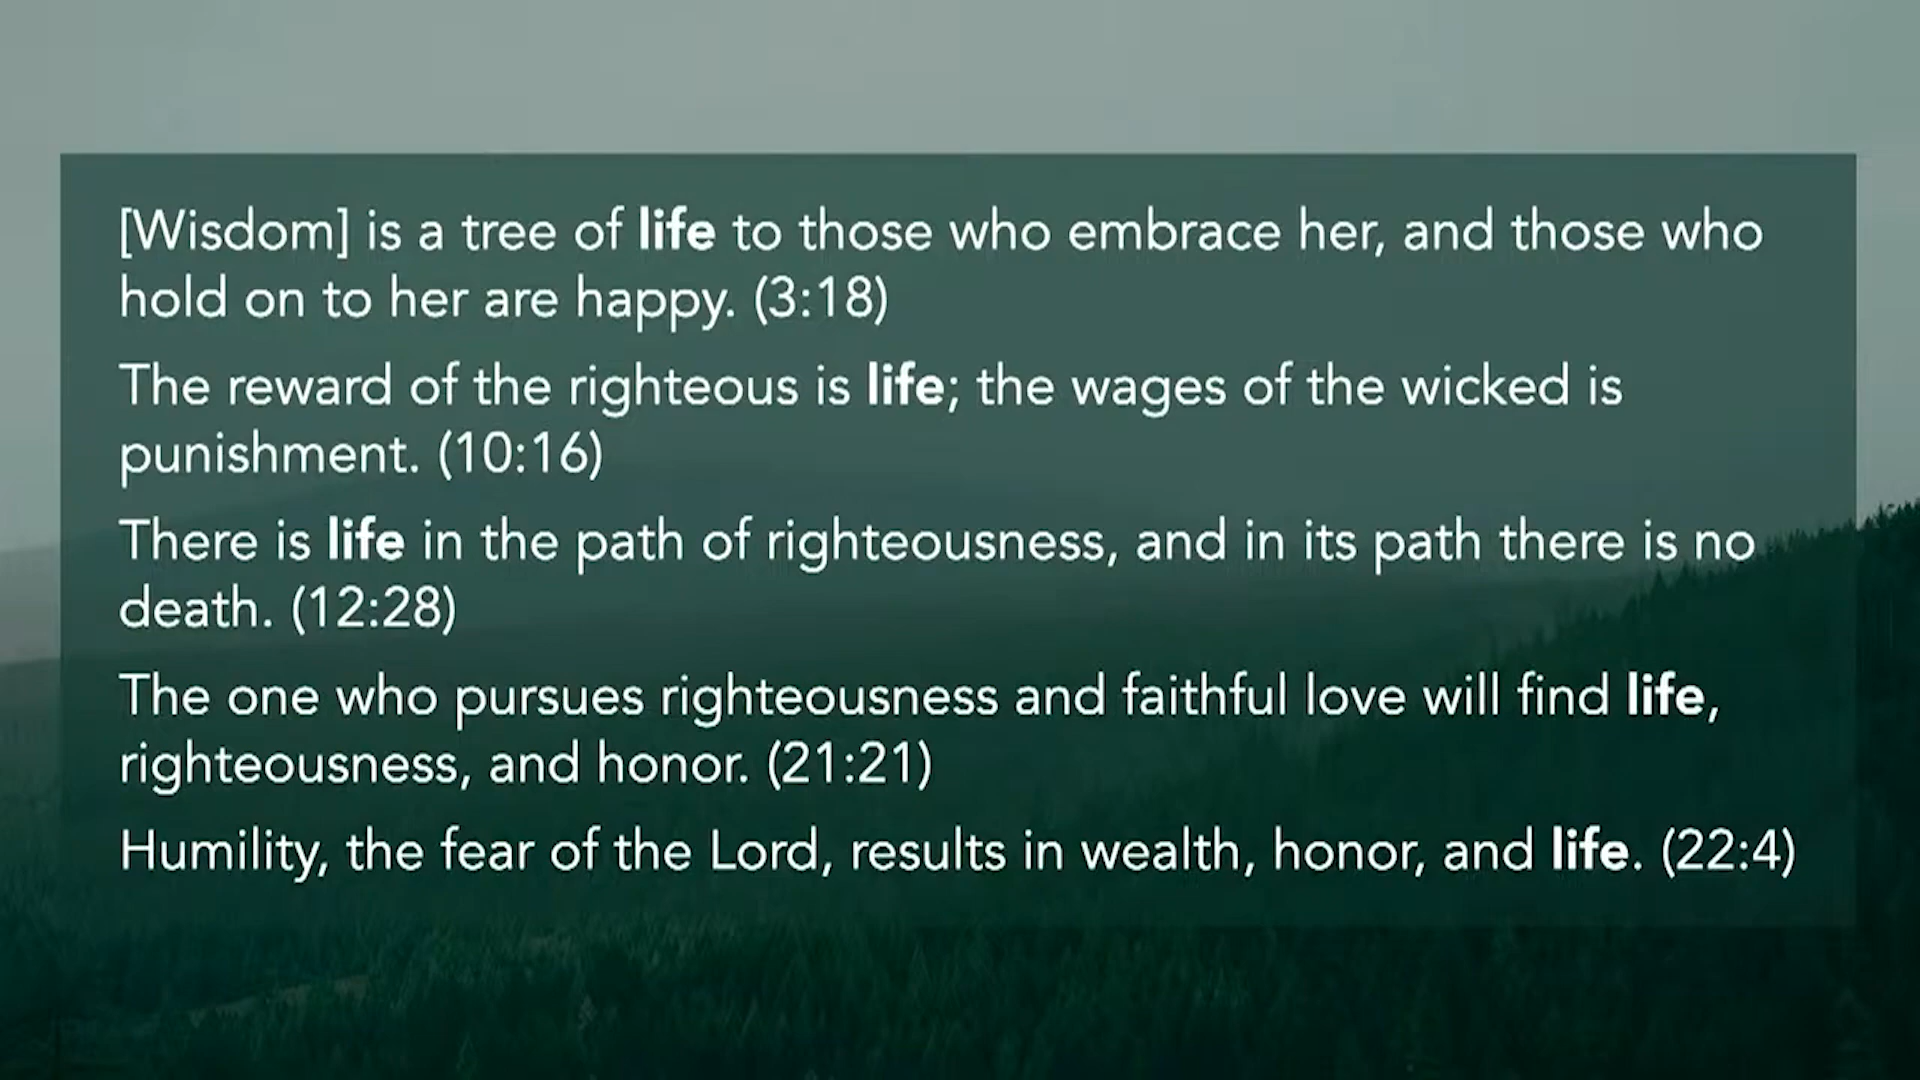 [Wisdom] is a tree of life to those who embrace her, and those who
hold on to her are happy. (3:18)
The reward of the righteous is life; the wages of the wicked is
punishment. (10:16)
There is life in the path of righteousness, and in its path there is no
death. (12:28)
The one who pursues righteousness and faithful love will find life,
righteousness, and honor. (21:21)
Humility, the fear of the Lord, results in wealth, honor, and life. (22:4)